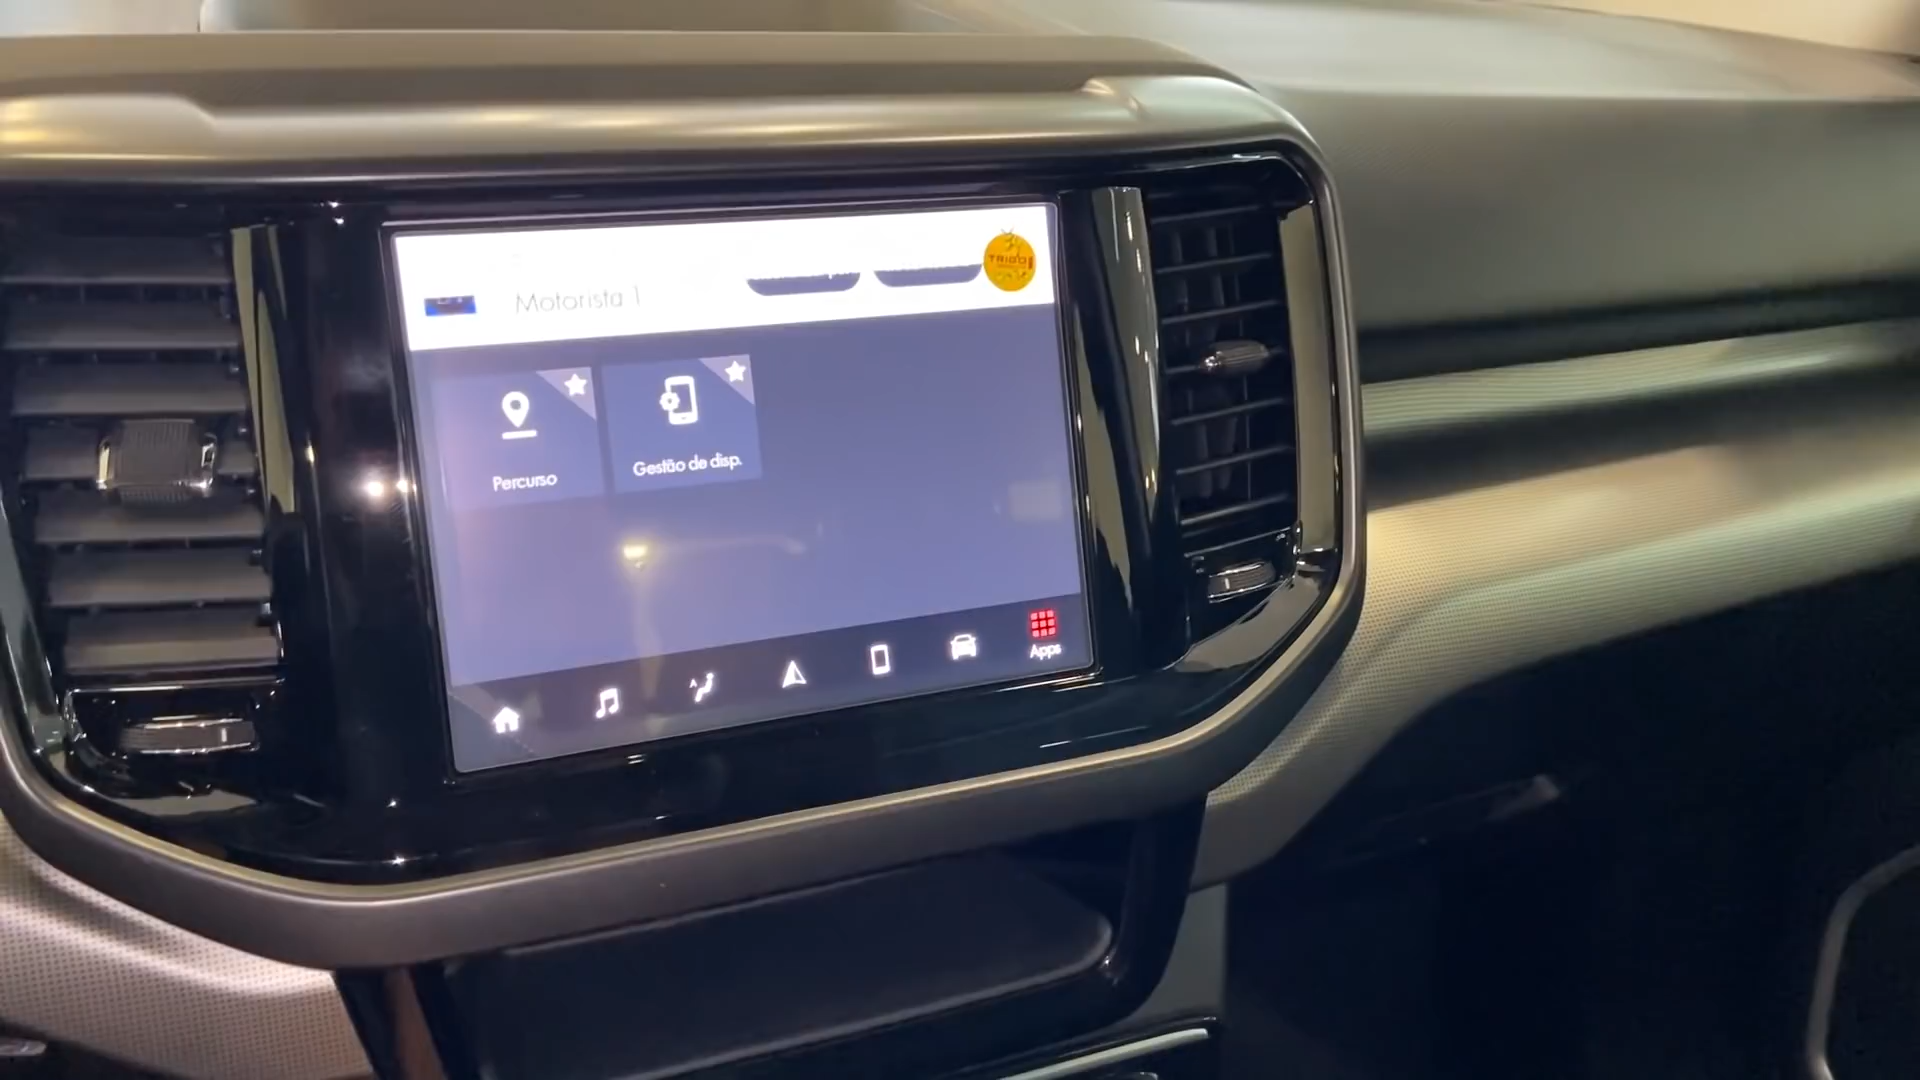 Motorista 1
Percurso
Gestão de disp.
A
Apps